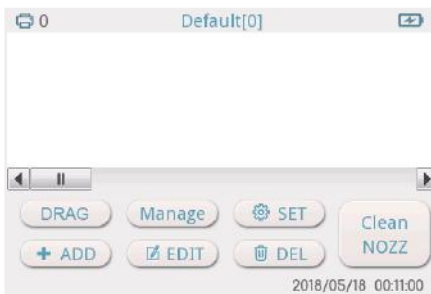 0 Default[0]
DRAG Manage SET Clean NOZZ
ADD EDIT DEL
2018/05/18 00:11:00